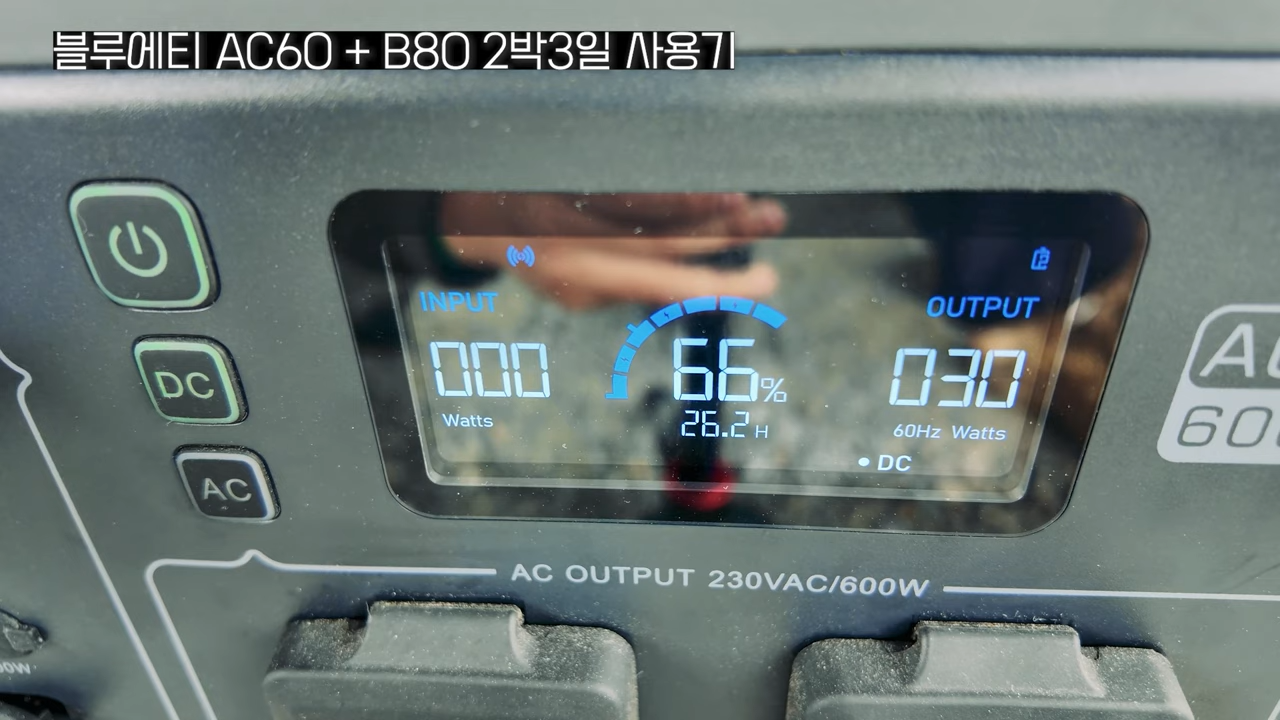 블루에티 AC60 + B80 2박3일 사용기
INPUT
OUTPUT
000
66%
030
Watts
26.2 H
60Hz Watts
• DC
DC
AC
AC OUTPUT 230VAC/600W